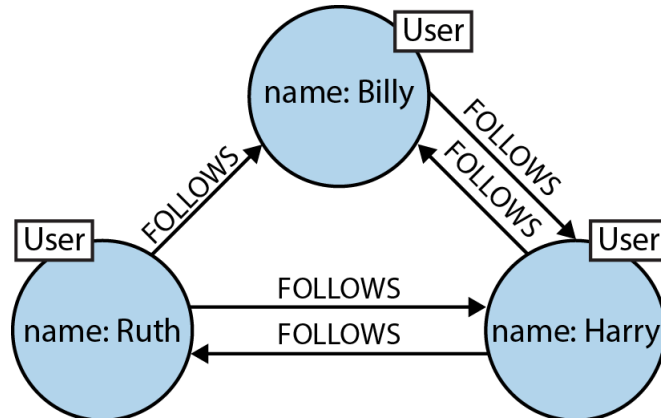 User
name: Billy
FOLLOWS
FOLLOWS
FOLLOWS
User
User
name: Ruth
FOLLOWS
FOLLOWS
name: Harry